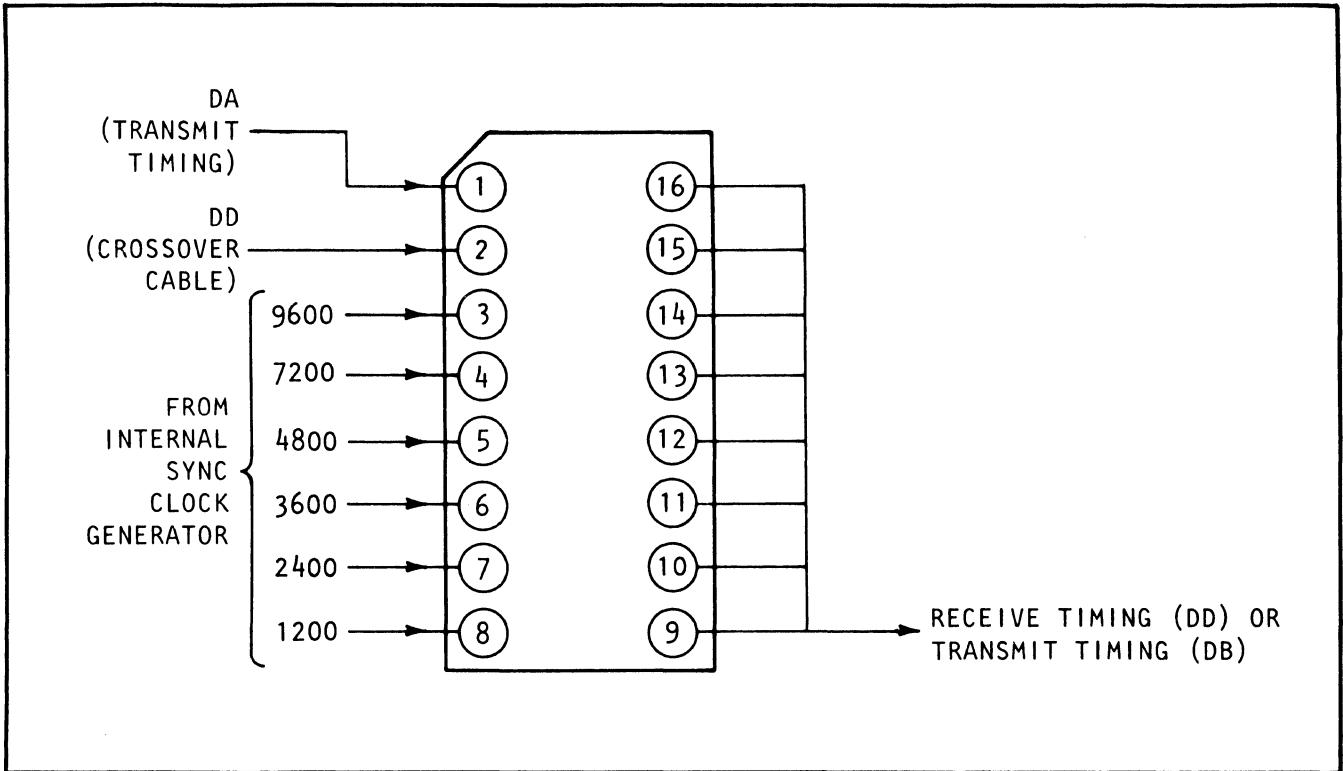 DA
(TRANSMIT
TIMING)
DD
(CROSSOVER
CABLE)
FROM
INTERNAL
SYNC
CLOCK
GENERATOR
9600
7200
4800
3600
2400
1200
1
2
3
4
5
6
7
8
16
15
14
13
12
11
10
9
RECEIVE TIMING (DD) OR
TRANSMIT TIMING (DB)